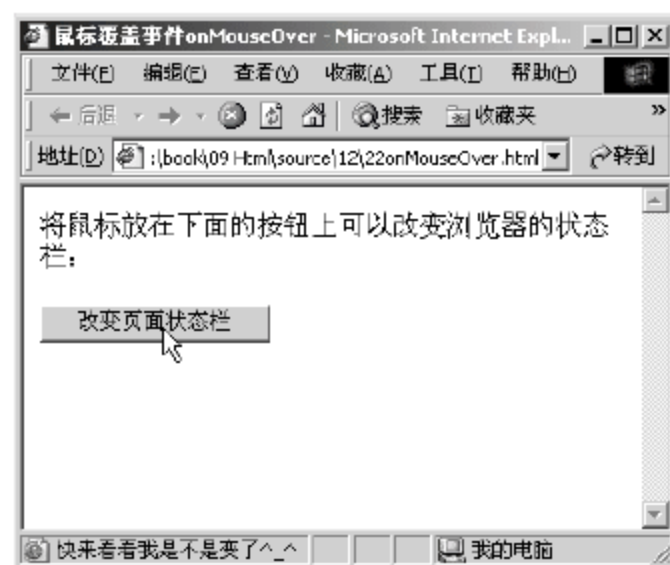 鼠标覆盖事件onMouseOver - Microsoft Internet Expl...
文件(F) 编辑(E) 查看(V) 收藏(A) 工具(T) 帮助(H)
后退 搜索 收藏夹 »
地址(D) :\book\09 Html\source\12\22onMouseOver.html 转到
将鼠标放在下面的按钮上可以改变浏览器的状态
栏：
改变页面状态栏
快来看看我是不是变了^_^ 我的电脑